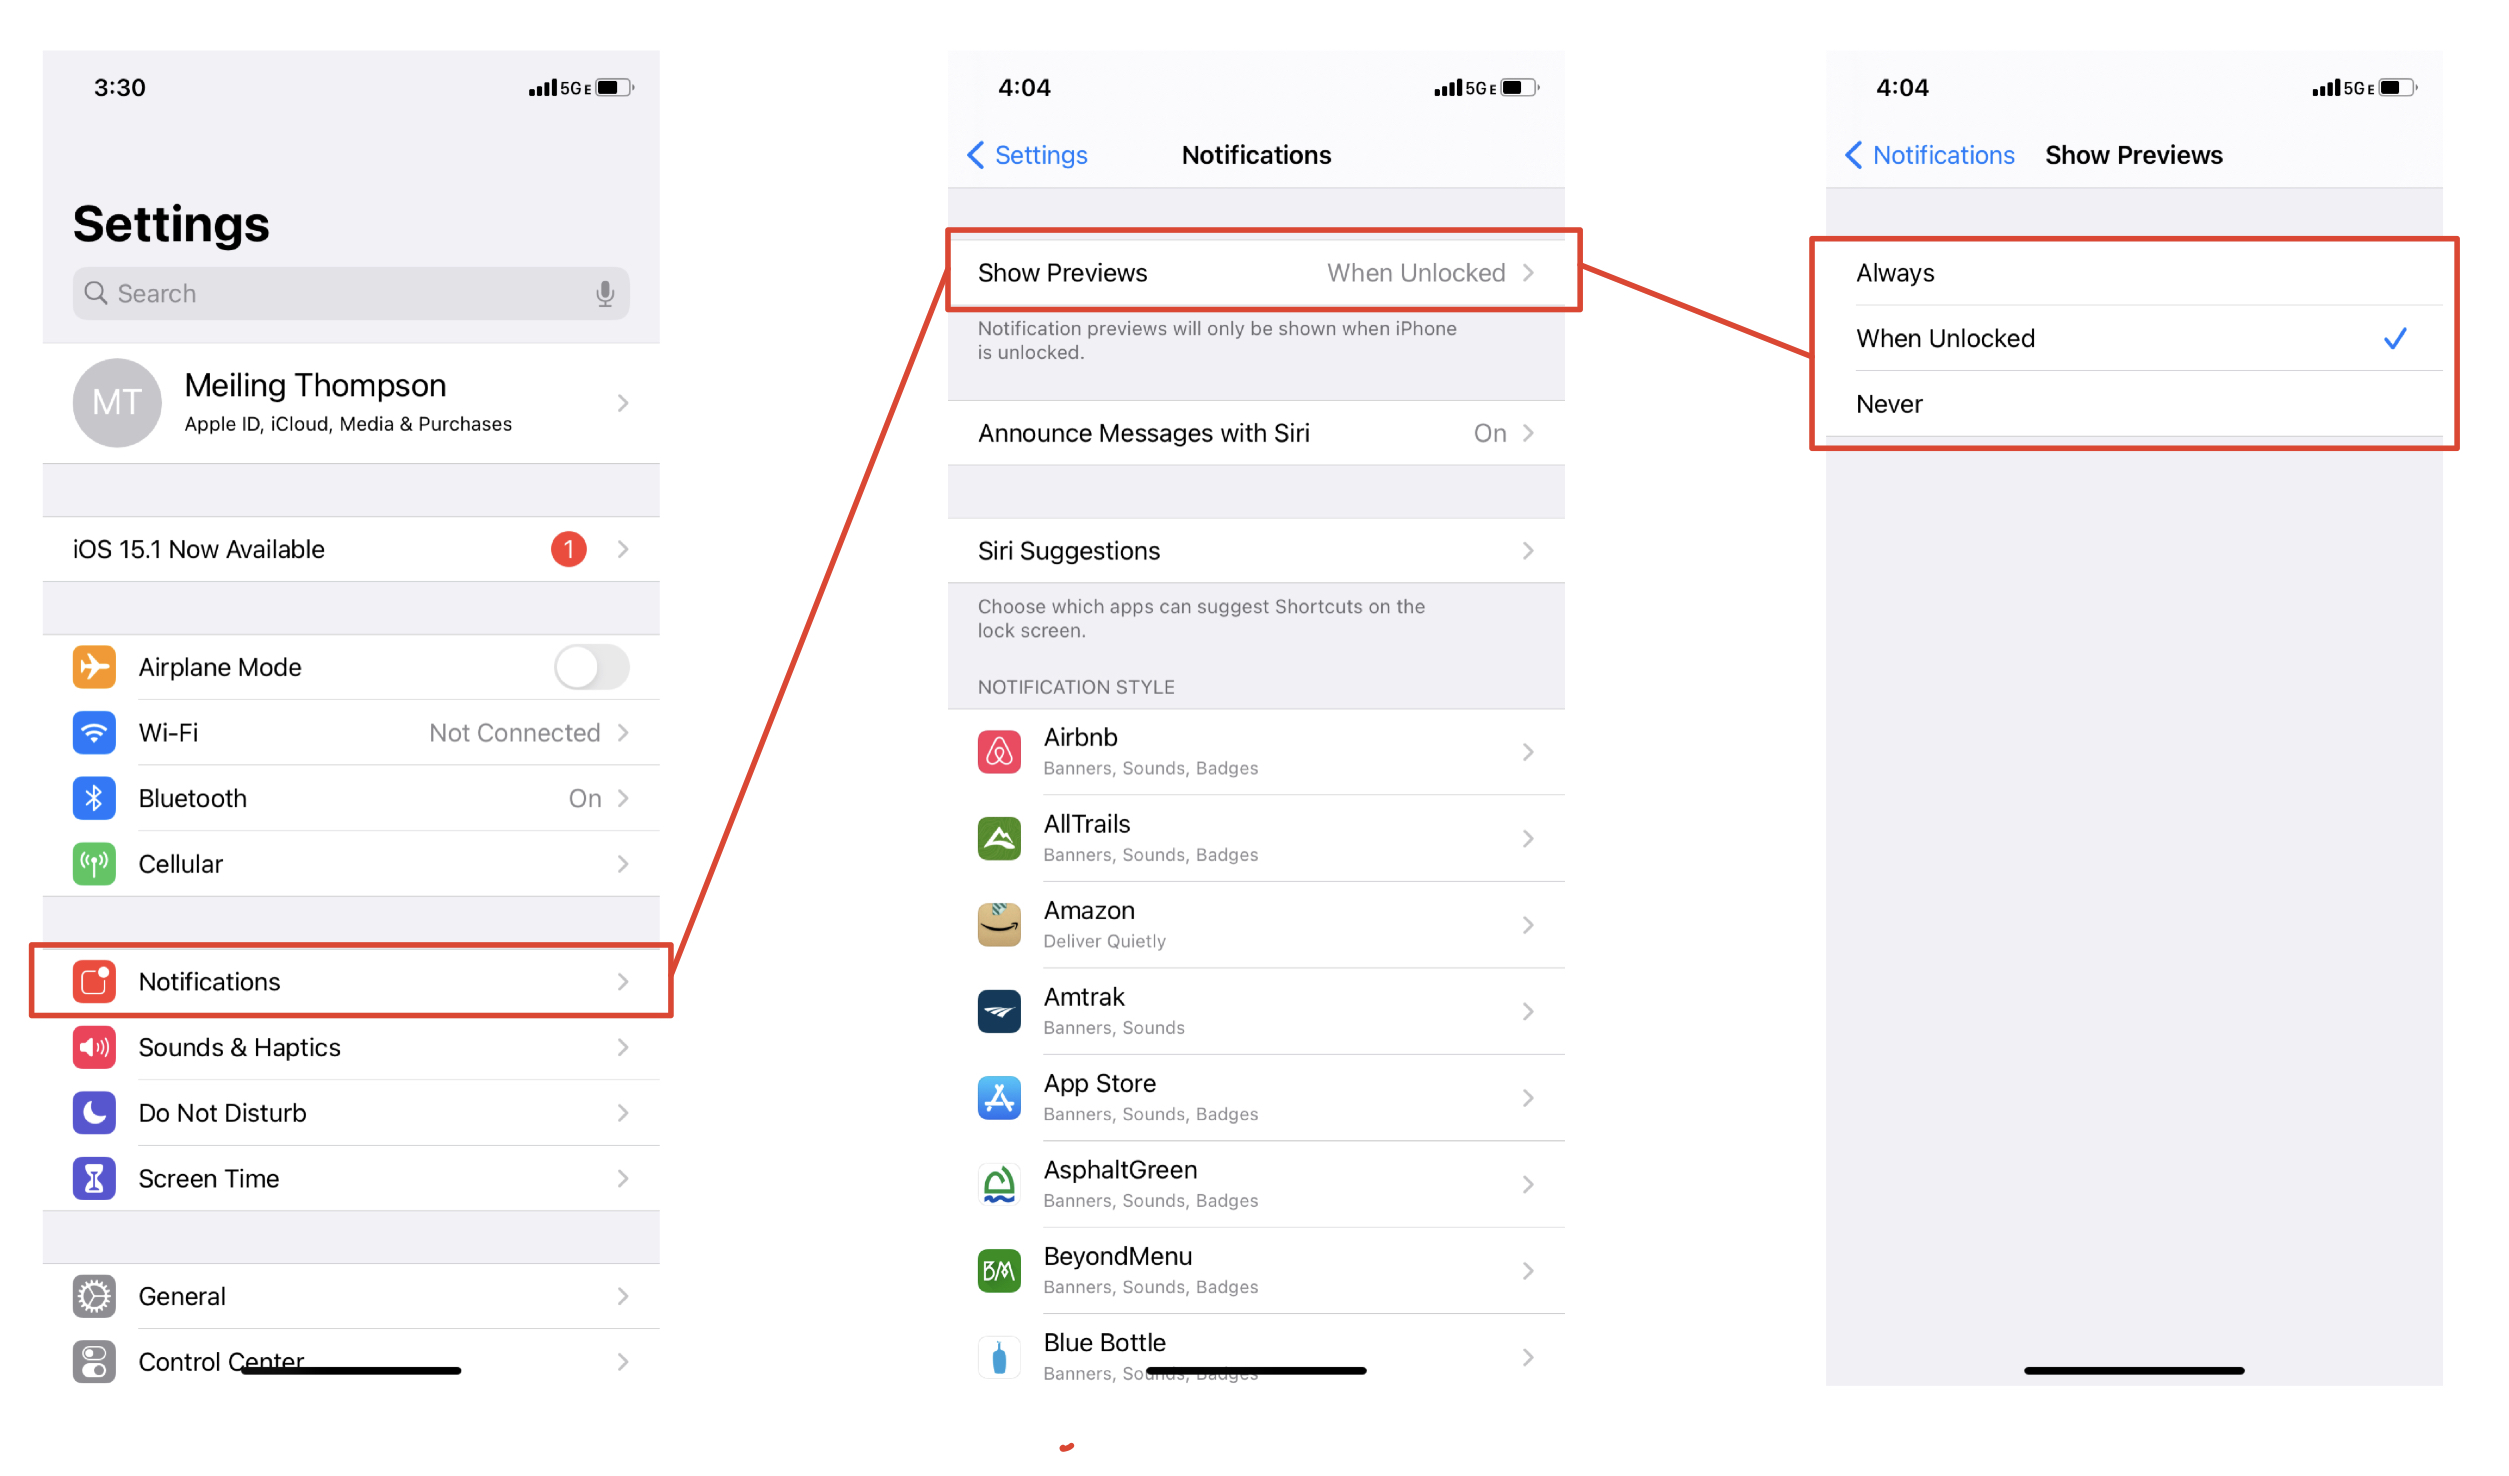 3:30
5GE
Settings
Search
MT
Meiling Thompson
Apple ID, iCloud, Media & Purchases
iOS 15.1 Now Available
1
Airplane Mode
Wi-Fi
Not Connected
Bluetooth
On
Cellular
Notifications
Sounds & Haptics
Do Not Disturb
Screen Time
General
Control Center
4:04
5GE
Settings
Notifications
Show Previews
When Unlocked
Notification previews will only be shown when iPhone
is unlocked.
Announce Messages with Siri
On
Siri Suggestions
Choose which apps can suggest Shortcuts on the
lock screen.
NOTIFICATION STYLE
Airbnb
Banners, Sounds, Badges
AllTrails
Banners, Sounds, Badges
Amazon
Deliver Quietly
Amtrak
Banners, Sounds
App Store
Banners, Sounds, Badges
AsphaltGreen
Banners, Sounds, Badges
BM
BeyondMenu
Banners, Sounds, Badges
Blue Bottle
Banners, Sounds, Badges
4:04
5GE
Notifications
Show Previews
Always
When Unlocked
Never